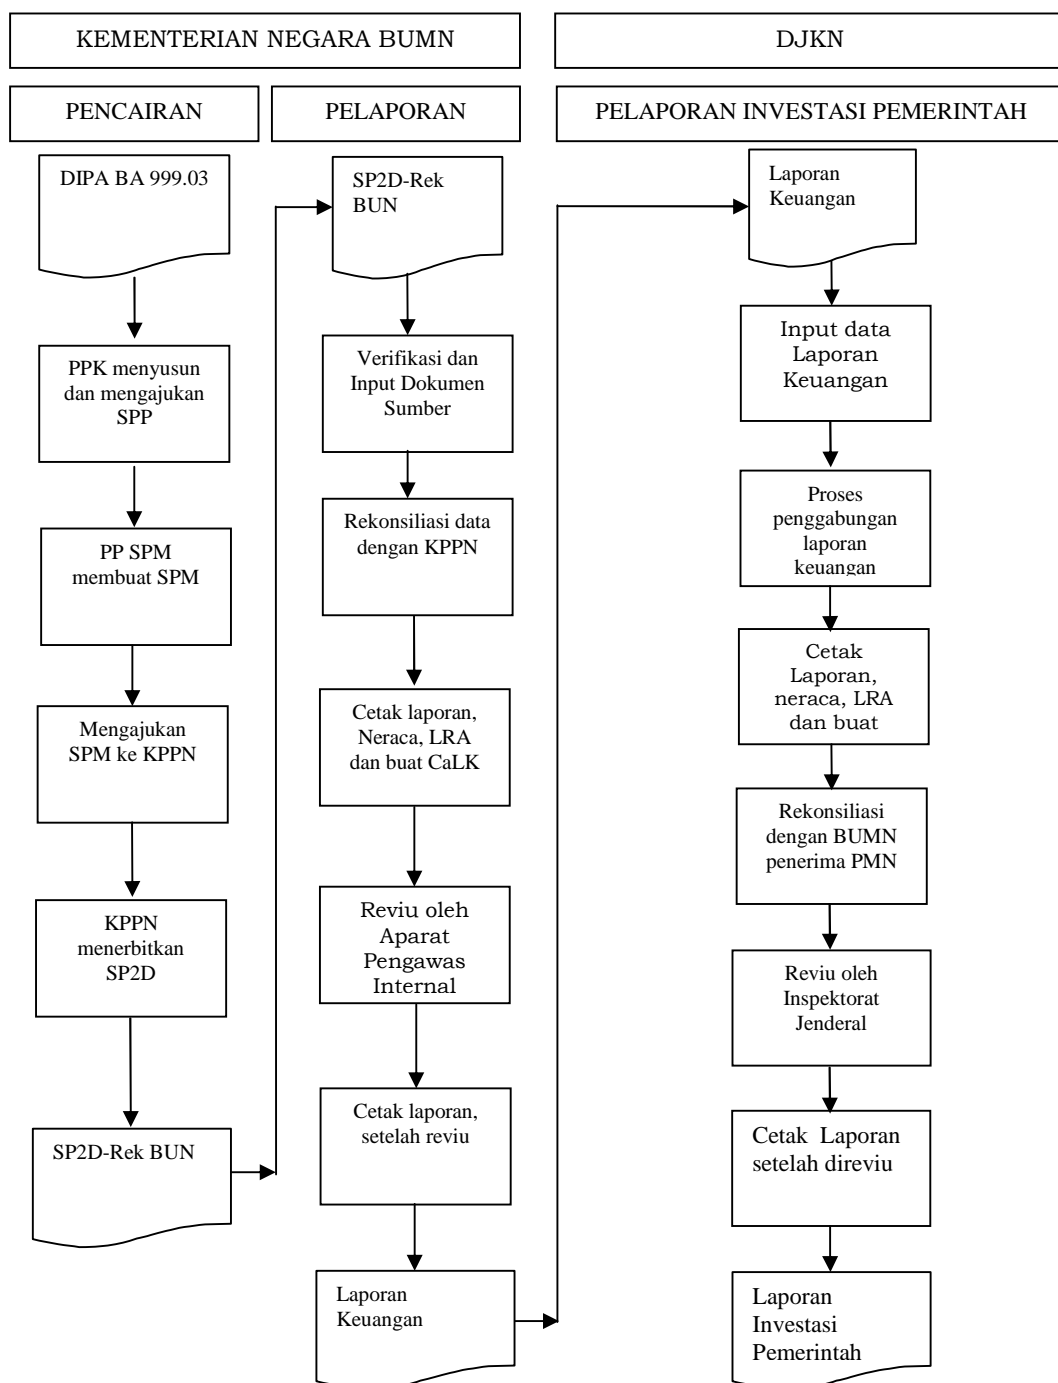 KEMENTERIAN NEGARA BUMN
DJKN
PENCAIRAN
PELAPORAN
PELAPORAN INVESTASI PEMERINTAH
DIPA BA 999.03
PPK menyusun
dan mengajukan
SPP
PP SPM
membuat SPM
Mengajukan
SPM ke KPPN
KPPN
menerbitkan
SP2D
SP2D-Rek BUN
SP2D-Rek
BUN
Verifikasi dan
Input Dokumen
Sumber
Rekonsiliasi data
dengan KPPN
Cetak laporan,
Neraca, LRA
dan buat CaLK
Reviu oleh
Aparat
Pengawas
Internal
Cetak laporan,
setelah reviu
Laporan
Keuangan
Laporan
Keuangan
Input data
Laporan
Keuangan
Proses
penggabungan
laporan
keuangan
Cetak
Laporan,
neraca, LRA
dan buat
Rekonsiliasi
dengan BUMN
penerima PMN
Reviu oleh
Inspektorat
Jenderal
Cetak Laporan
setelah direviu
Laporan
Investasi
Pemerintah